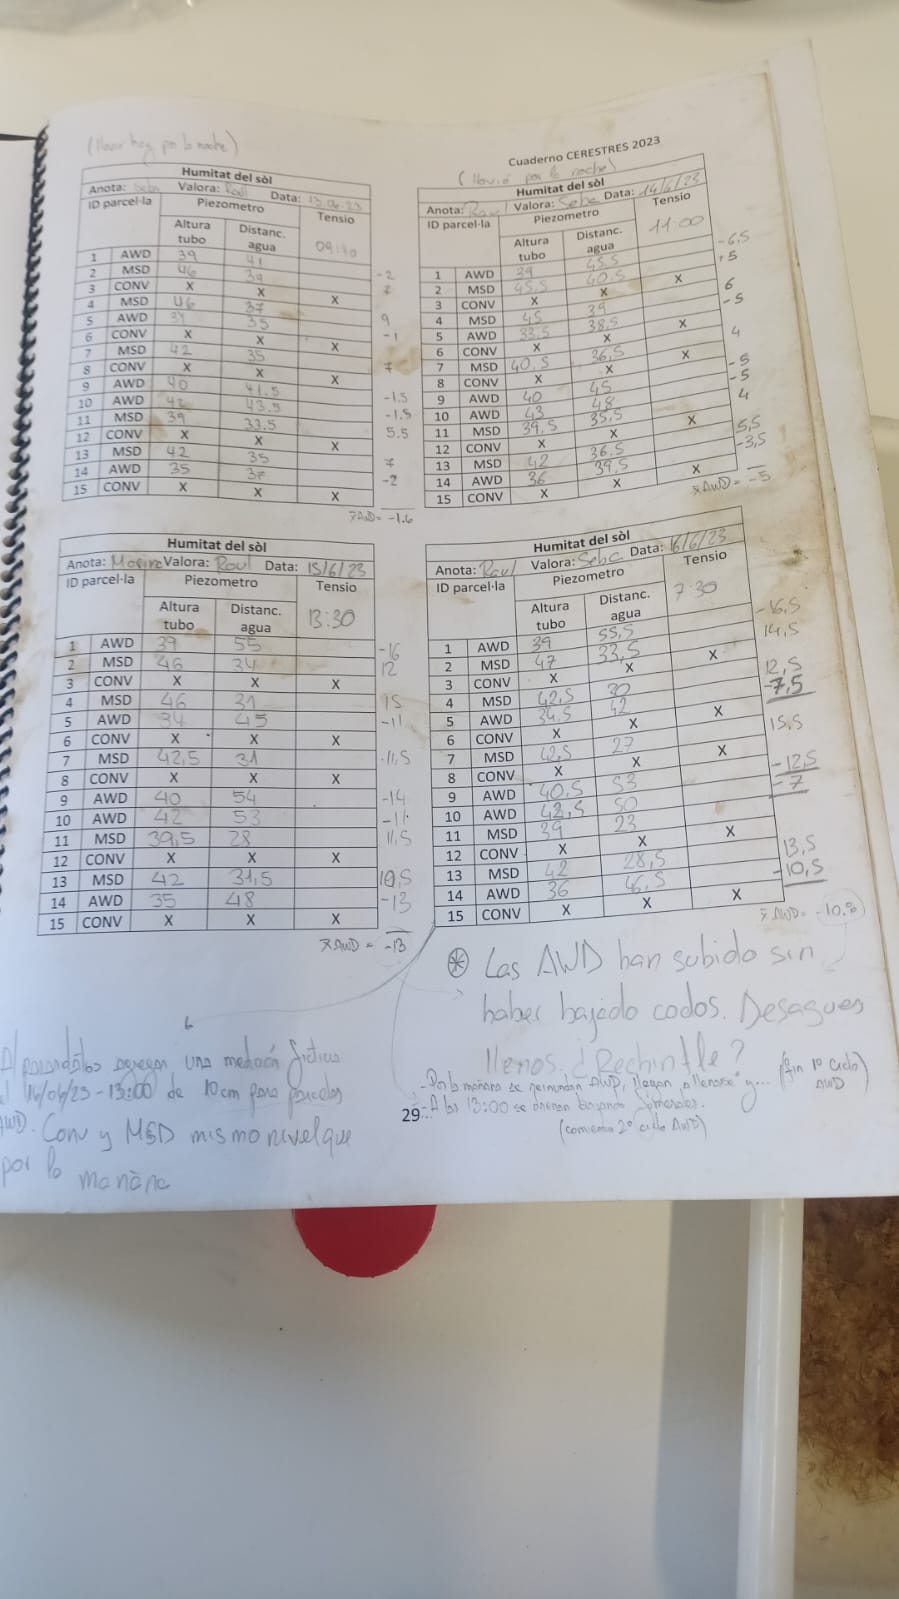 (llovió hoy por la noche)
Humitat del sòl
Anota: Seba Valora: Raul Data: 13.06.23
ID parcel·la Piezometro Tensio
Altura tubo Distanc. agua 09:40
1 AWD 39 41 -2
2 MSD 46 39 7
3 CONV X X X
4 MSD 46 37 9
5 AWD 34 35 -1
6 CONV X X X
7 MSD 42 35 7
8 CONV X X X
9 AWD 40 41.5 -1.5
10 AWD 42 43.5 -1.5
11 MSD 39 33.5 5.5
12 CONV X X X
13 MSD 42 35 7
14 AWD 35 37 -2
15 CONV X X X
x̄ AWD = -1.6
Cuaderno CERESTRES 2023
(llovió por la noche)
Humitat del sòl
Anota: Raul Valora: Seba Data: 14/6/23
ID parcel·la Piezometro Tensio
Altura tubo Distanc. agua 11:00
1 AWD 39 45.5 -6,5
2 MSD 45.5 40.5 +5
3 CONV X X X
4 MSD 45 39 6
5 AWD 33.5 38.5 -5
6 CONV X X X
7 MSD 40,5 36,5 4
8 CONV X X X
9 AWD 40 45 -5
10 AWD 43 48 -5
11 MSD 39,5 35,5 4
12 CONV X X X
13 MSD 42 36.5 5,5
14 AWD 36 39,5 -3,5
15 CONV X X X
x̄ AWD = -5
Humitat del sòl
Anota: Valora: Raul Data: 15/6/23
ID parcel·la Piezometro Tensio
Altura tubo Distanc. agua 13:30
1 AWD 39 55 -16
2 MSD 46 34 12
3 CONV X X X
4 MSD 46 31 15
5 AWD 34 45 -11
6 CONV X X X
7 MSD 42,5 31 11,5
8 CONV X X X
9 AWD 40 54 -14
10 AWD 42 53 -11
11 MSD 39,5 28 11,5
12 CONV X X X
13 MSD 42 31,5 10,5
14 AWD 35 48 -13
15 CONV X X X
x̄ AWD = -13
Humitat del sòl
Anota: Raul Valora: Seba Data: 16/6/23
ID parcel·la Piezometro Tensio
Altura tubo Distanc. agua 7:30
1 AWD 39 55,5 -16,5
2 MSD 47 33,5 14,5
3 CONV X X X
4 MSD 42,5 30 12,5
5 AWD 34,5 42 -7,5
6 CONV X X X
7 MSD 42,5 27 15,5
8 CONV X X X
9 AWD 40,5 53 -12,5
10 AWD 42,5 50 -7
11 MSD 39 23
12 CONV X X X
13 MSD 42 28,5 13,5
14 AWD 36 46,5 -10,5
15 CONV X X X
x̄ AWD = -10.8
⊛ Las AWD han subido sin
haber bajado codos. Desagues
llenos. ¿Rechinfle?
- Por la mañana se AWD, llegan a "llenarse" y... (fin 1º ciclo AWD)
- A las 13:00 se bajando
(comienzo 2º ciclo AWD)
una medición ficticia
el 16/06/23 - 13:00 de 10cm para parcelas
AWD. Conv y MSD mismo nivel que
por la mañana
29